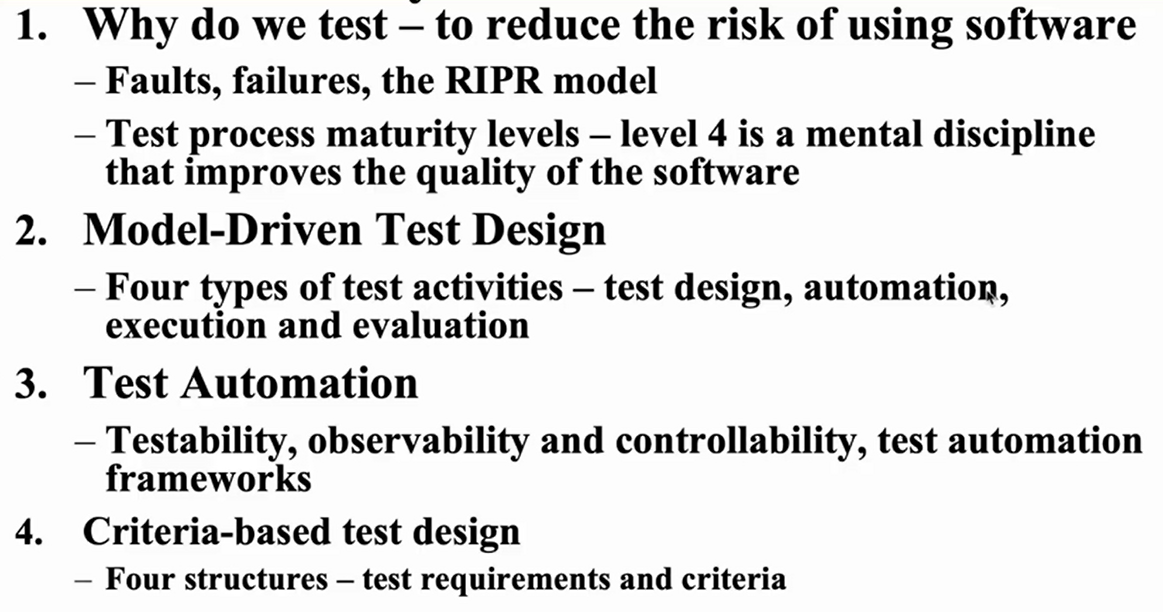 1. Why do we test – to reduce the risk of using software
– Faults, failures, the RIPR model
– Test process maturity levels – level 4 is a mental discipline
that improves the quality of the software
2. Model-Driven Test Design
– Four types of test activities – test design, automation,
execution and evaluation
3. Test Automation
– Testability, observability and controllability, test automation
frameworks
4. Criteria-based test design
– Four structures – test requirements and criteria